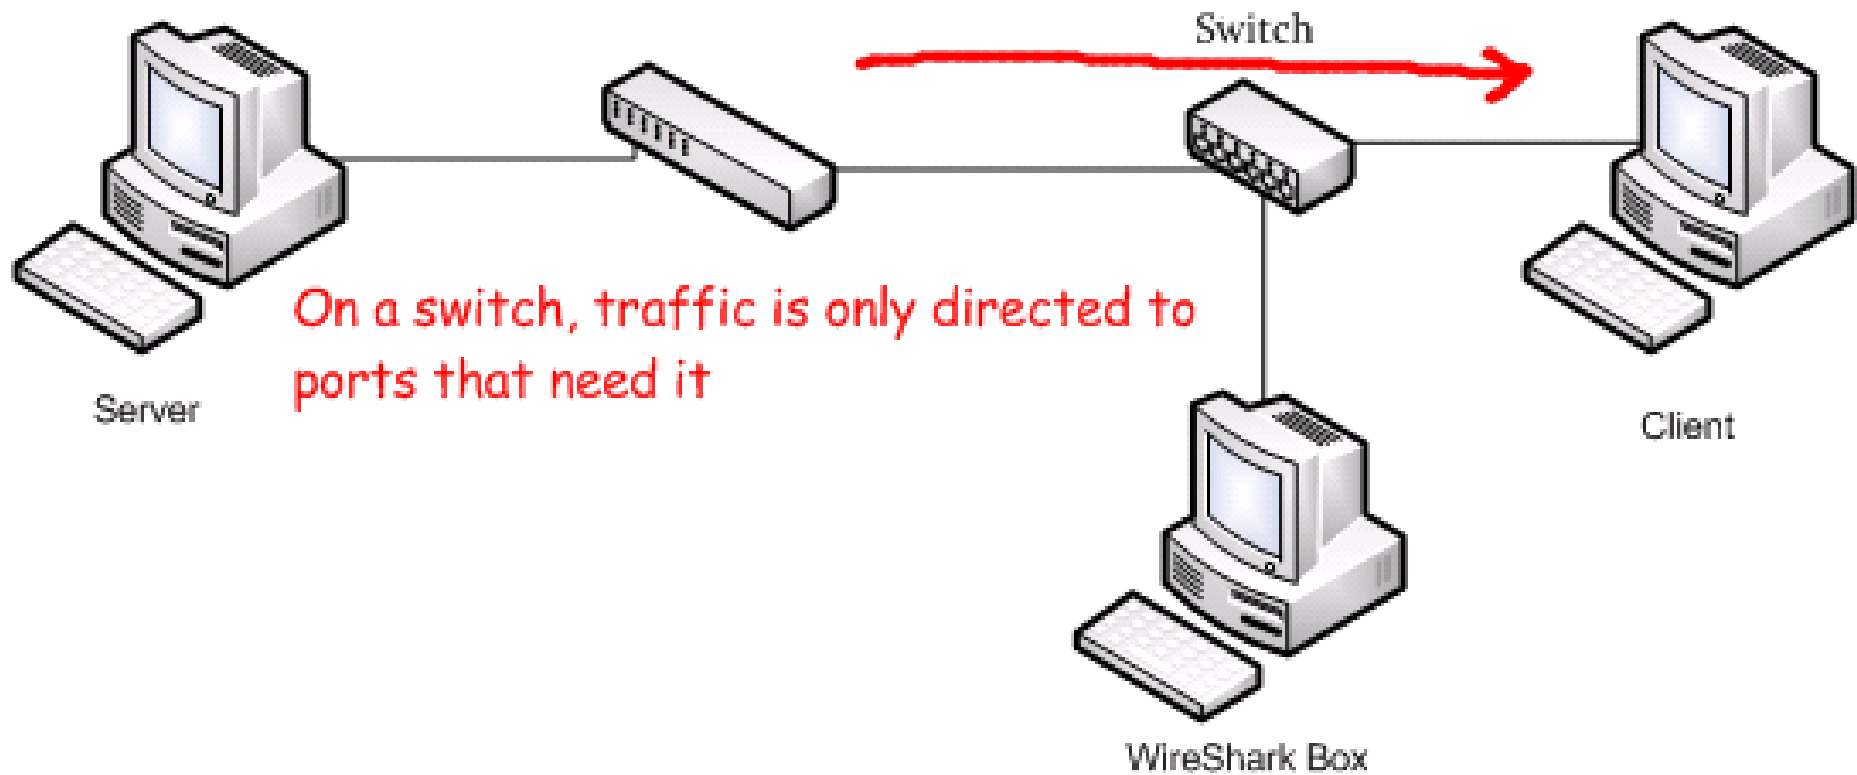 Switch
On a switch, traffic is only directed to
ports that need it
Server
Client
WireShark Box